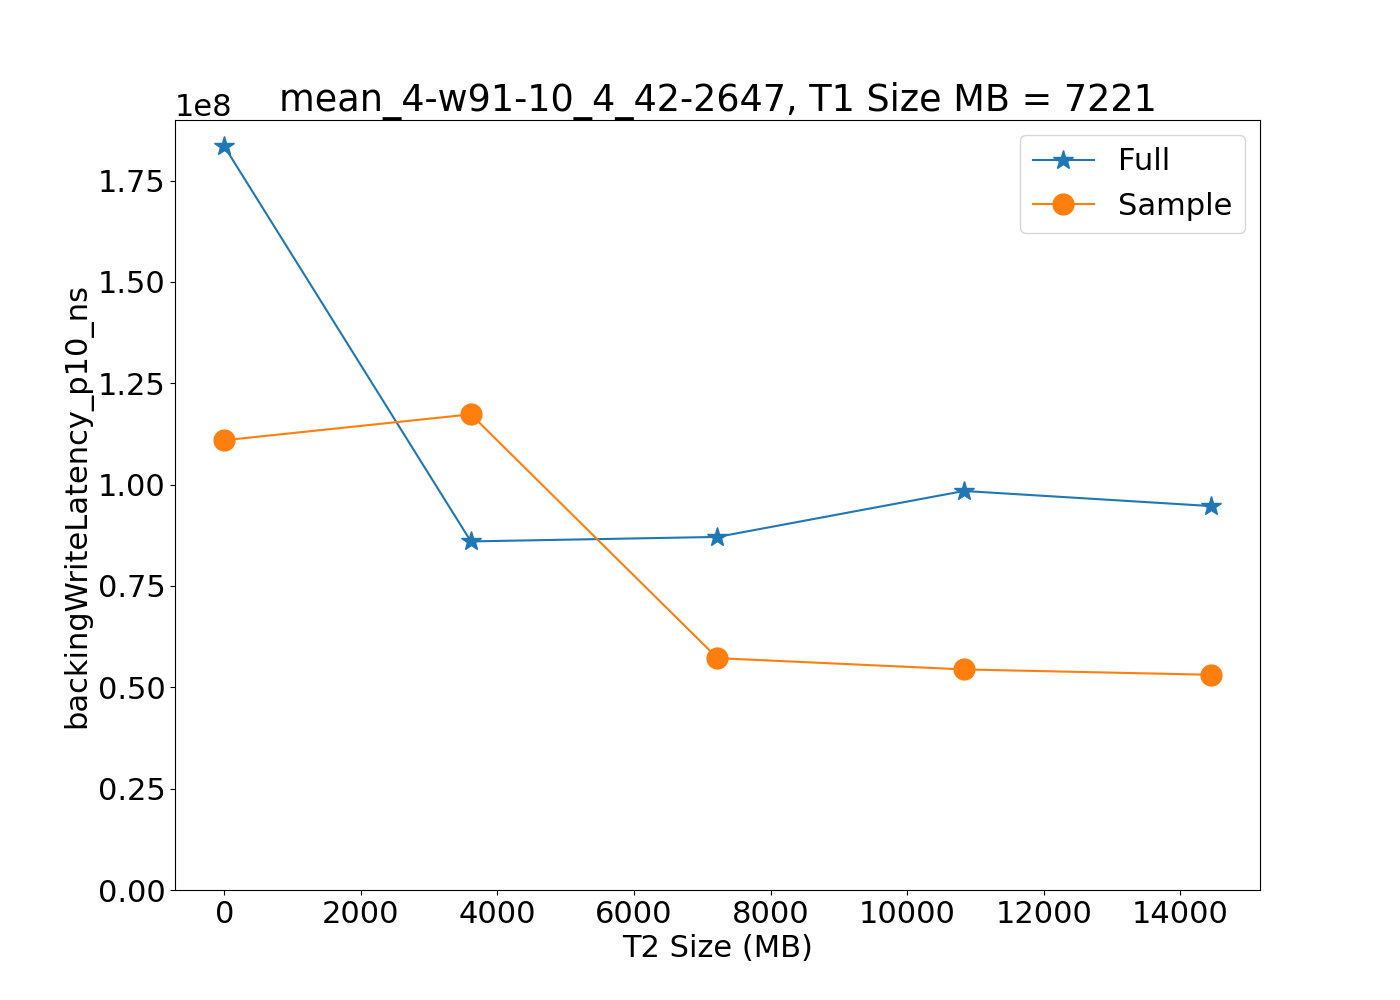 mean_4-w91-10_4_42-2647, T1 Size MB = 7221
1e8
Full
Sample
1.75
1.50
1.25
1.00
0.75
0.50
0.25
0.00
backingWriteLatency_p10_ns
0 2000 4000 6000 8000 10000 12000 14000
T2 Size (MB)